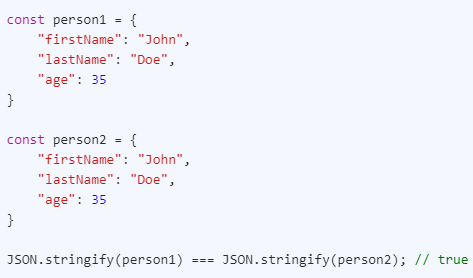 const person1 = {
    "firstName": "John",
    "lastName": "Doe",
    "age": 35
}

const person2 = {
    "firstName": "John",
    "lastName": "Doe",
    "age": 35
}

JSON.stringify(person1) === JSON.stringify(person2); // true